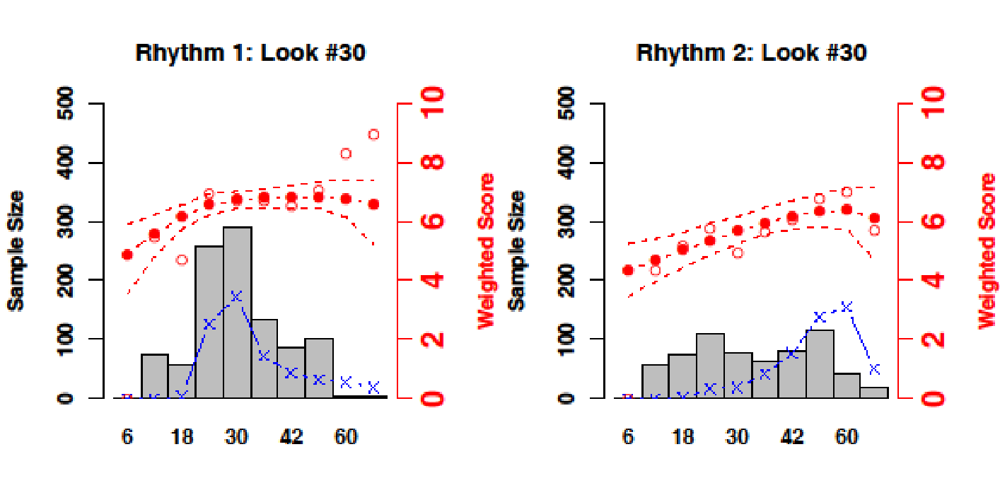 Rhythm 1: Look #30
Sample Size
0 100 200 300 400 500
6 18 30 42 60
0 2 4 6 8 10
Weighted Score
Rhythm 2: Look #30
Sample Size
0 100 200 300 400 500
6 18 30 42 60
0 2 4 6 8 10
Weighted Score